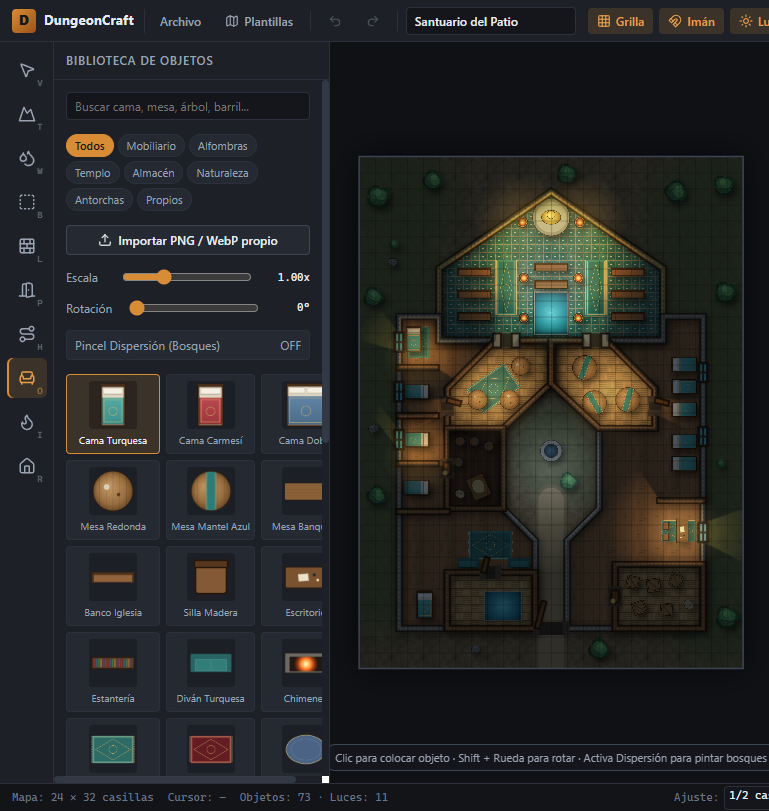 D DungeonCraft Archivo Plantillas Santuario del Patio Grilla Imán Lu
BIBLIOTECA DE OBJETOS
V
Buscar cama, mesa, árbol, barril...
T
Todos Mobiliario Alfombras
W
Templo Almacén Naturaleza
B
Antorchas Propios
L
Importar PNG / WebP propio
Escala 1.00x
P
Rotación 0°
H
Pincel Dispersión (Bosques) OFF
O
I
R
Cama Turquesa Cama Carmesí Cama Dob
Mesa Redonda Mesa Mantel Azul Mesa Banqu
Banco Iglesia Silla Madera Escritori
Estantería Diván Turquesa Chimene
Clic para colocar objeto · Shift + Rueda para rotar · Activa Dispersión para pintar bosques
Mapa: 24 × 32 casillas Cursor: — Objetos: 73 · Luces: 11 Ajuste: 1/2 ca